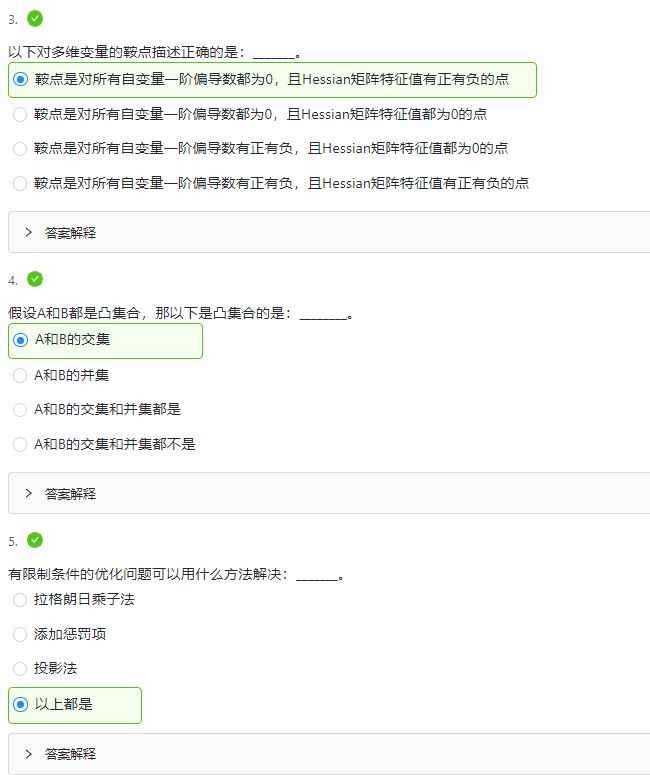 3.
以下对多维变量的鞍点描述正确的是：_______。
鞍点是对所有自变量一阶偏导数都为0，且Hessian矩阵特征值有正有负的点
鞍点是对所有自变量一阶偏导数都为0，且Hessian矩阵特征值都为0的点
鞍点是对所有自变量一阶偏导数有正有负，且Hessian矩阵特征值都为0的点
鞍点是对所有自变量一阶偏导数有正有负，且Hessian矩阵特征值有正有负的点
> 答案解释
4.
假设A和B都是凸集合，那以下是凸集合的是：________。
A和B的交集
A和B的并集
A和B的交集和并集都是
A和B的交集和并集都不是
> 答案解释
5.
有限制条件的优化问题可以用什么方法解决：_______。
拉格朗日乘子法
添加惩罚项
投影法
以上都是
> 答案解释